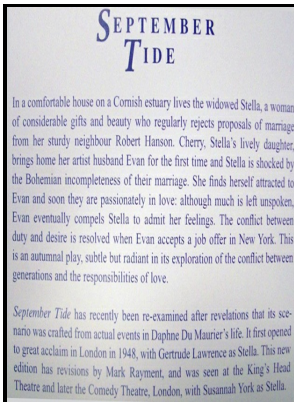 SEPTEMBER
TIDE
In a comfortable house on a Cornish estuary lives the widowed Stella, a woman
of considerable gifts and beauty who regularly rejects proposals of marriage
from her sturdy neighbour Robert Hanson. Cherry, Stella's lively daughter,
brings home her artist husband Evan for the first time and Stella is shocked by
the Bohemian incompleteness of their marriage. She finds herself attracted to
Evan and soon they are passionately in love: although much is left unspoken,
Evan eventually compels Stella to admit her feelings. The conflict between
duty and desire is resolved when Evan accepts a job offer in New York. This
is an autumnal play, subtle but radiant in its exploration of the conflict between
generations and the responsibilities of love.
September Tide has recently been re-examined after revelations that its sce-
nario was crafted from actual events in Daphne Du Maurier's life. It first opened
to great acclaim in London in 1948, with Gertrude Lawrence as Stella. This new
edition has revisions by Mark Rayment, and was seen at the King's Head
Theatre and later the Comedy Theatre, London, with Susannah York as Stella.